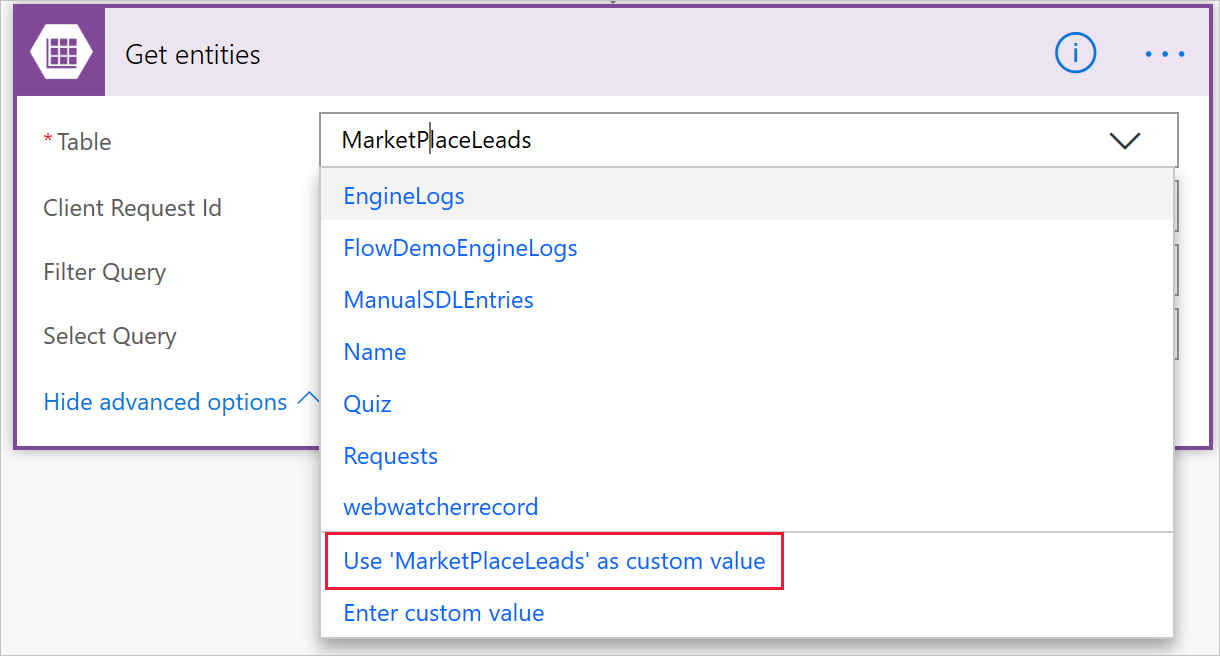 Get entities
* Table
MarketPlaceLeads
EngineLogs
Client Request Id
FlowDemoEngineLogs
Filter Query
ManualSDLEntries
Select Query
Name
Hide advanced options
Quiz
Requests
webwatcherrecord
Use 'MarketPlaceLeads' as custom value
Enter custom value